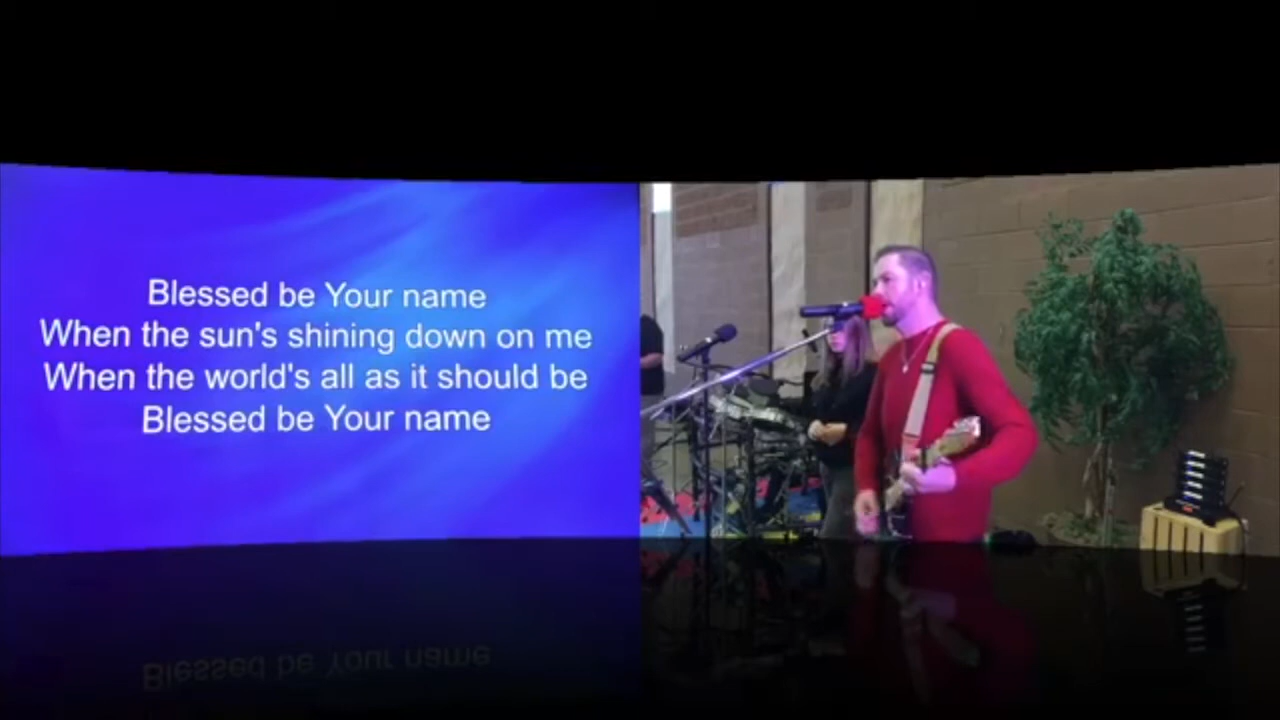 Blessed be Your name
When the sun's shining down on me
When the world's all as it should be
Blessed be Your name